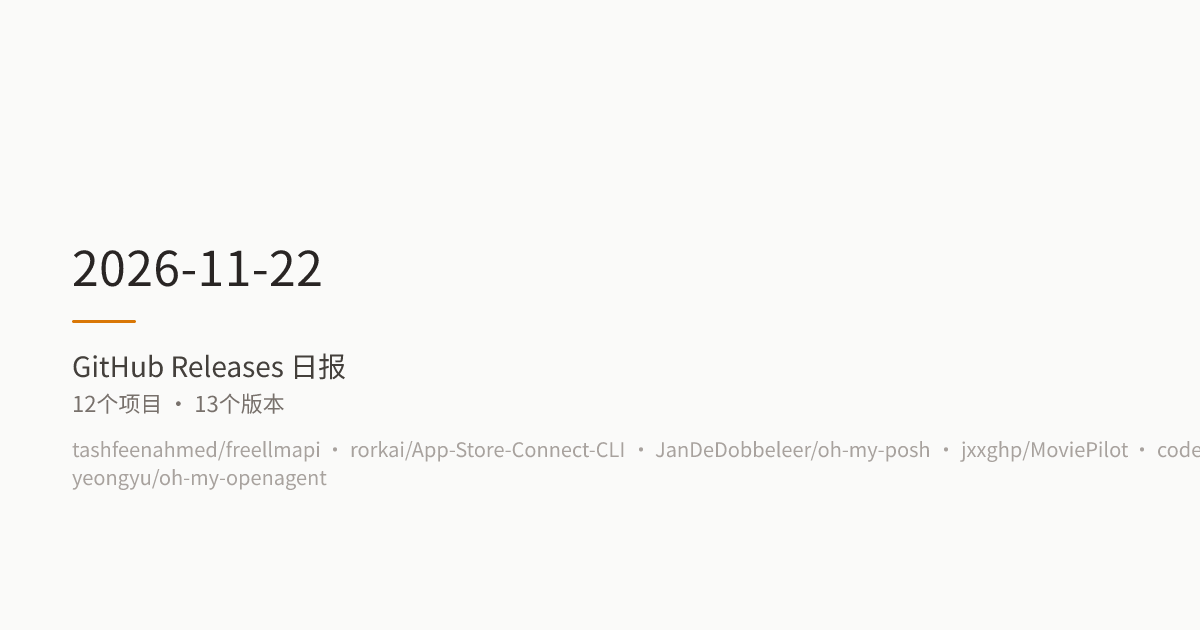 2026-11-22
GitHub Releases 日报
12个项目 • 13个版本
tashfeenahmed/freellmapi • rorkai/App-Store-Connect-CLI • JanDeDobbeleer/oh-my-posh • jxxghp/MoviePilot • code
yeongyu/oh-my-openagent